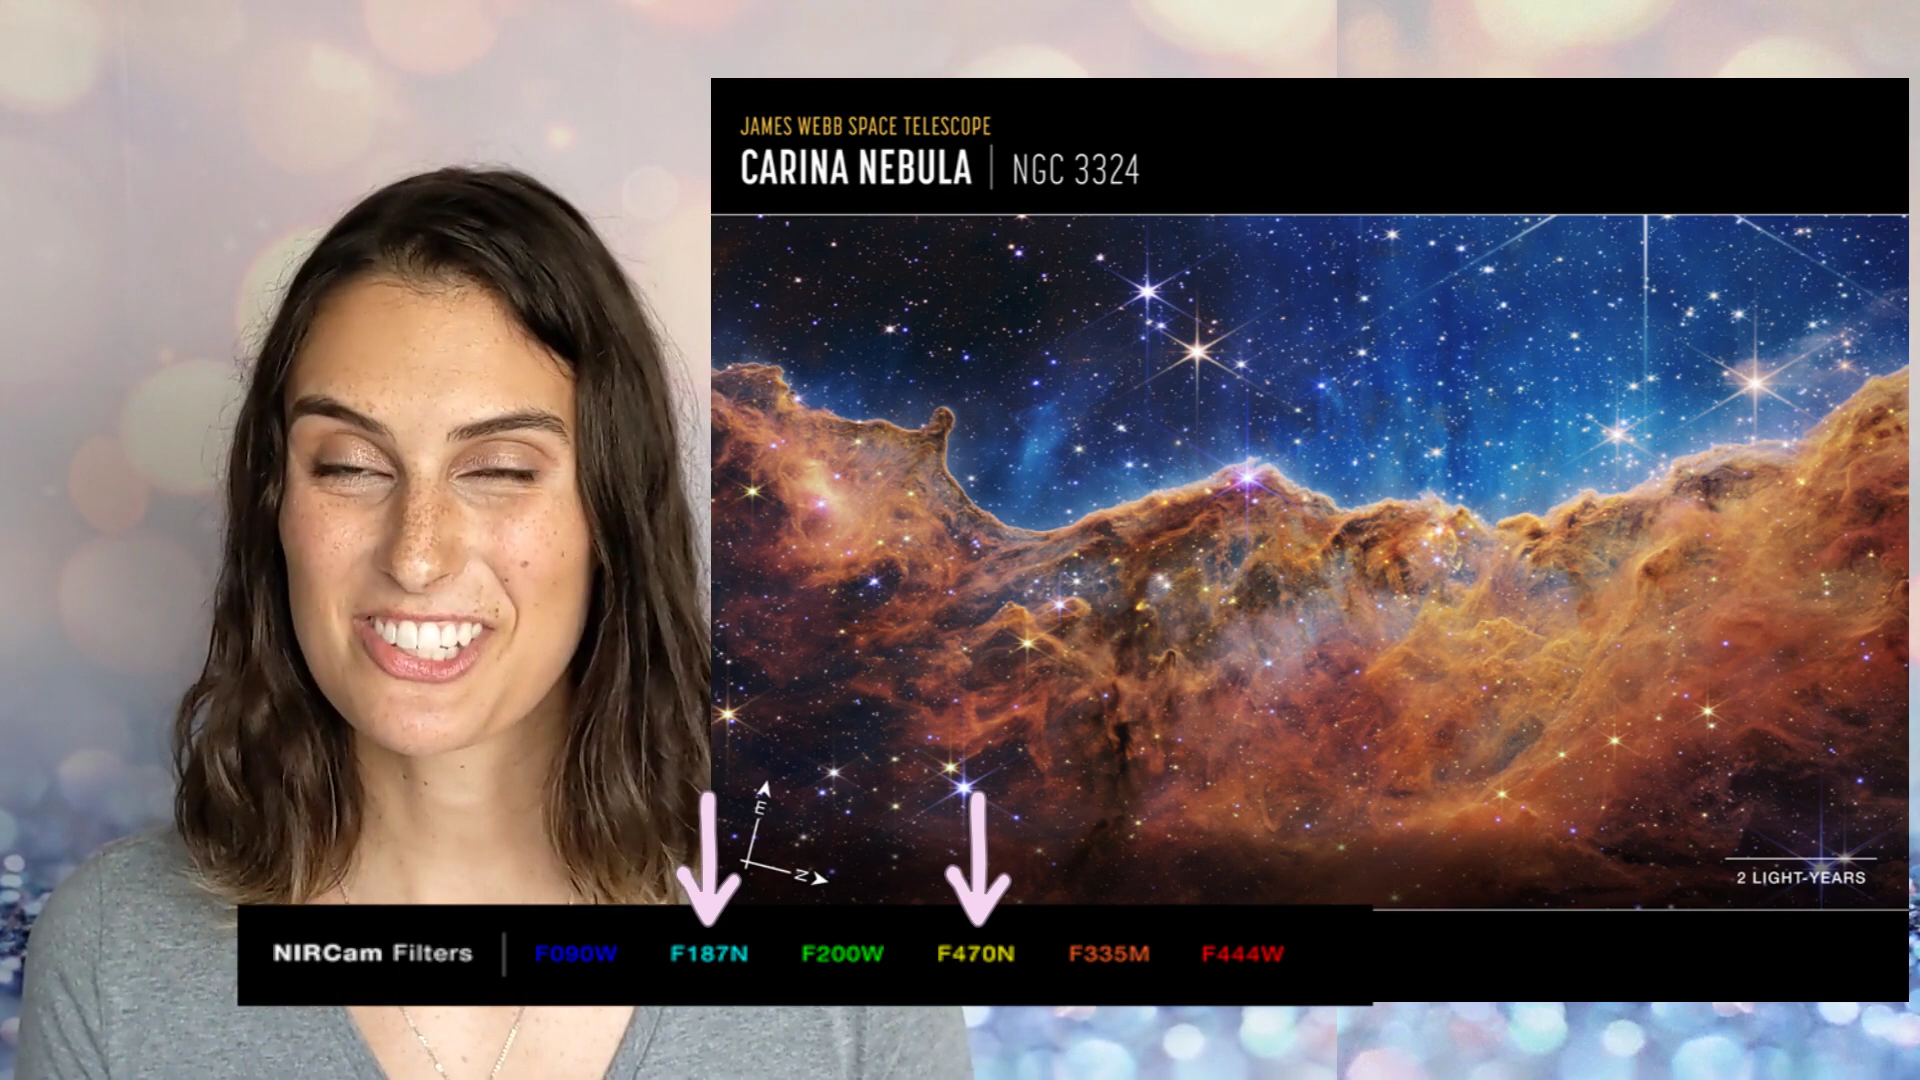 JAMES WEBB SPACE TELESCOPE
CARINA NEBULA | NGC 3324
E
N
2 LIGHT-YEARS
NIRCam Filters | F090W F187N F200W F470N F335M F444W